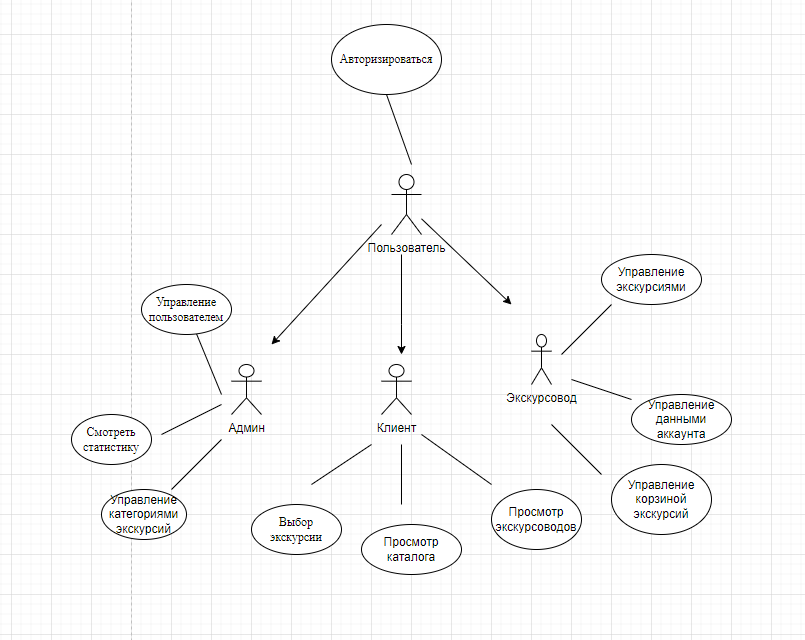 Авторизироваться
Пользователь
Управление
экскурсиями
Управление
пользователем
Экскурсовод
Управление
данными
аккаунта
Админ
Клиент
Смотреть
статистику
Управление
категориями
экскурсий
Выбор
экскурсии
Просмотр
каталога
Просмотр
экскурсоводов
Управление
корзиной
экскурсий